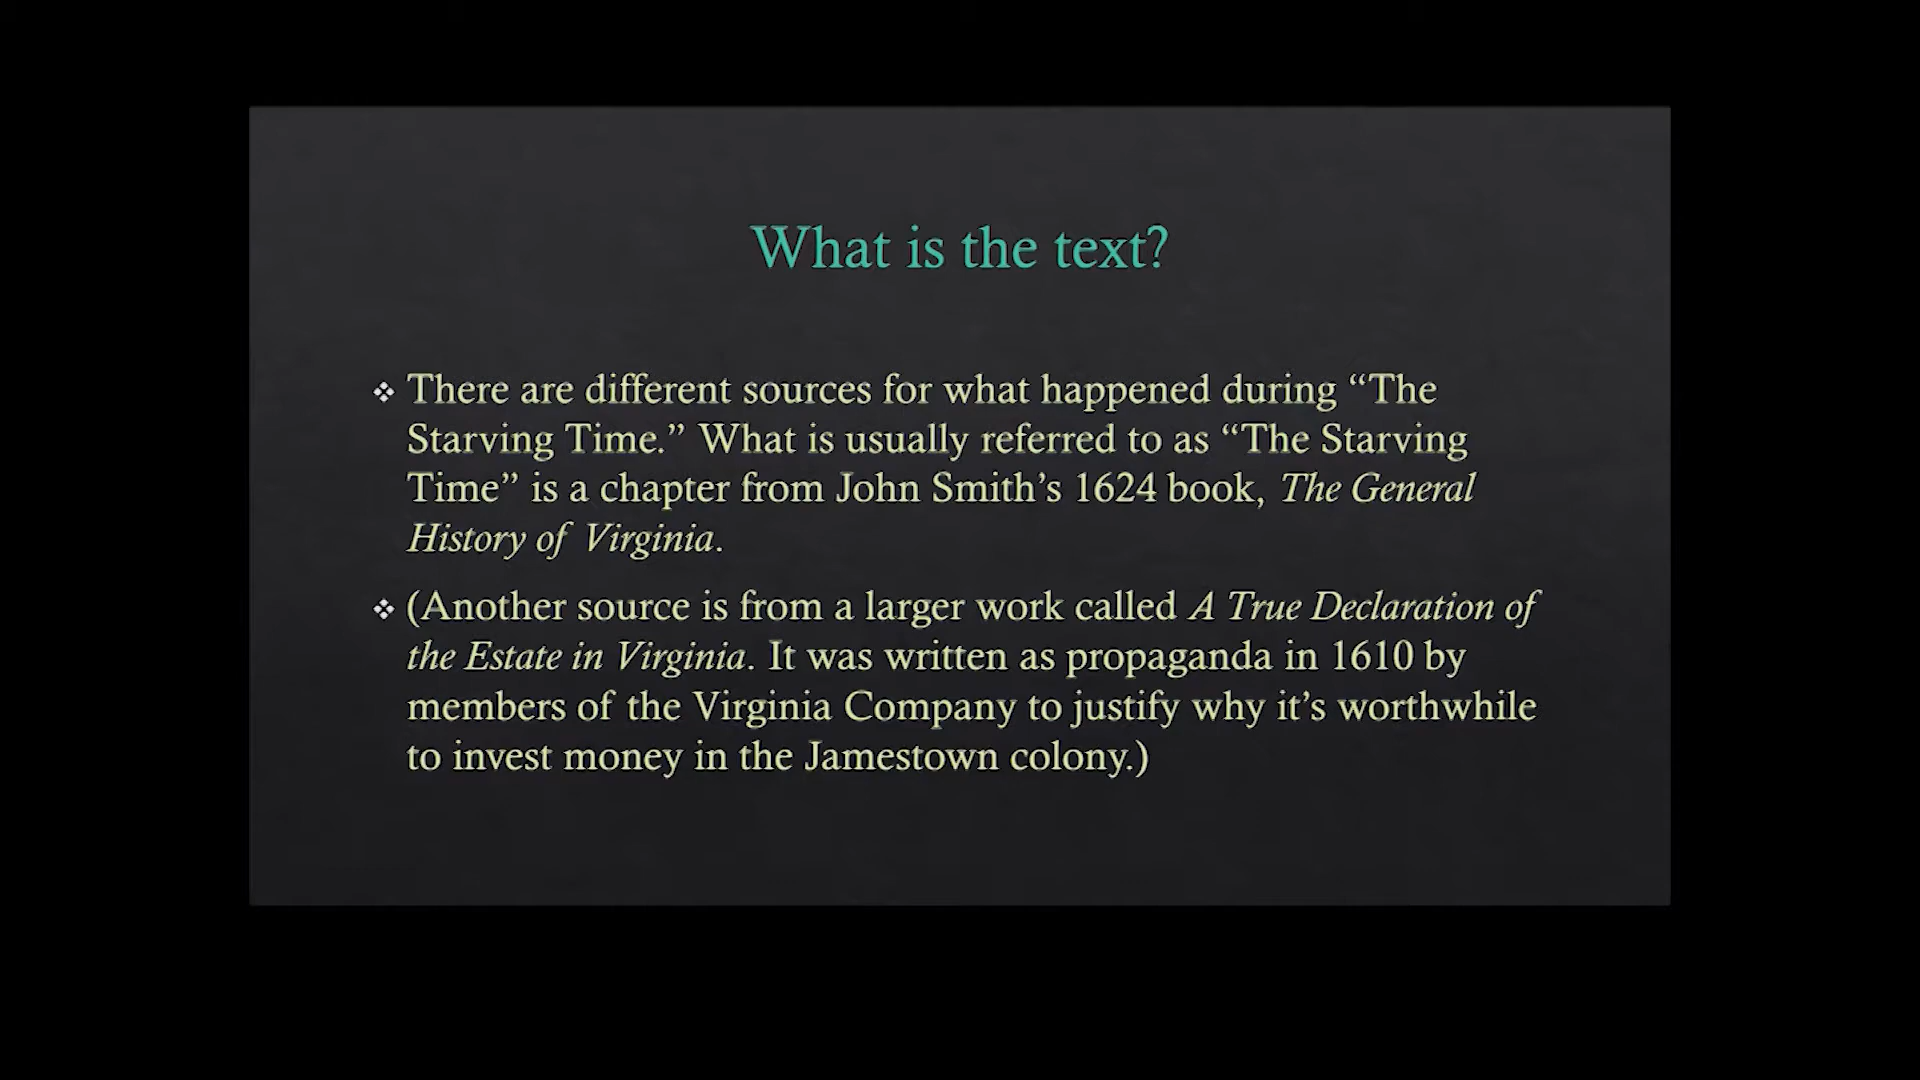 What is the text?
❖ There are different sources for what happened during “The
Starving Time.” What is usually referred to as “The Starving
Time” is a chapter from John Smith’s 1624 book, The General
History of Virginia.
❖ (Another source is from a larger work called A True Declaration of
the Estate in Virginia. It was written as propaganda in 1610 by
members of the Virginia Company to justify why it’s worthwhile
to invest money in the Jamestown colony.)